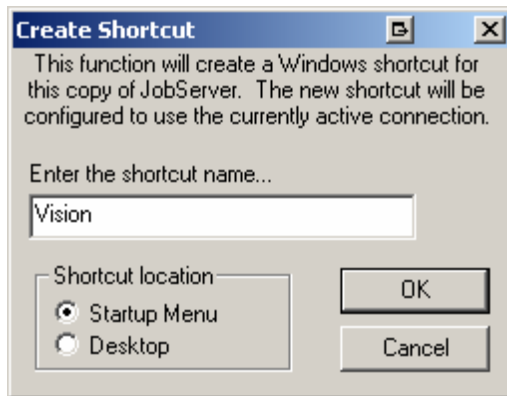 Create Shortcut
This function will create a Windows shortcut for
this copy of JobServer.  The new shortcut will be
configured to use the currently active connection.
Enter the shortcut name...
Vision
Shortcut location
Startup Menu
Desktop
OK
Cancel